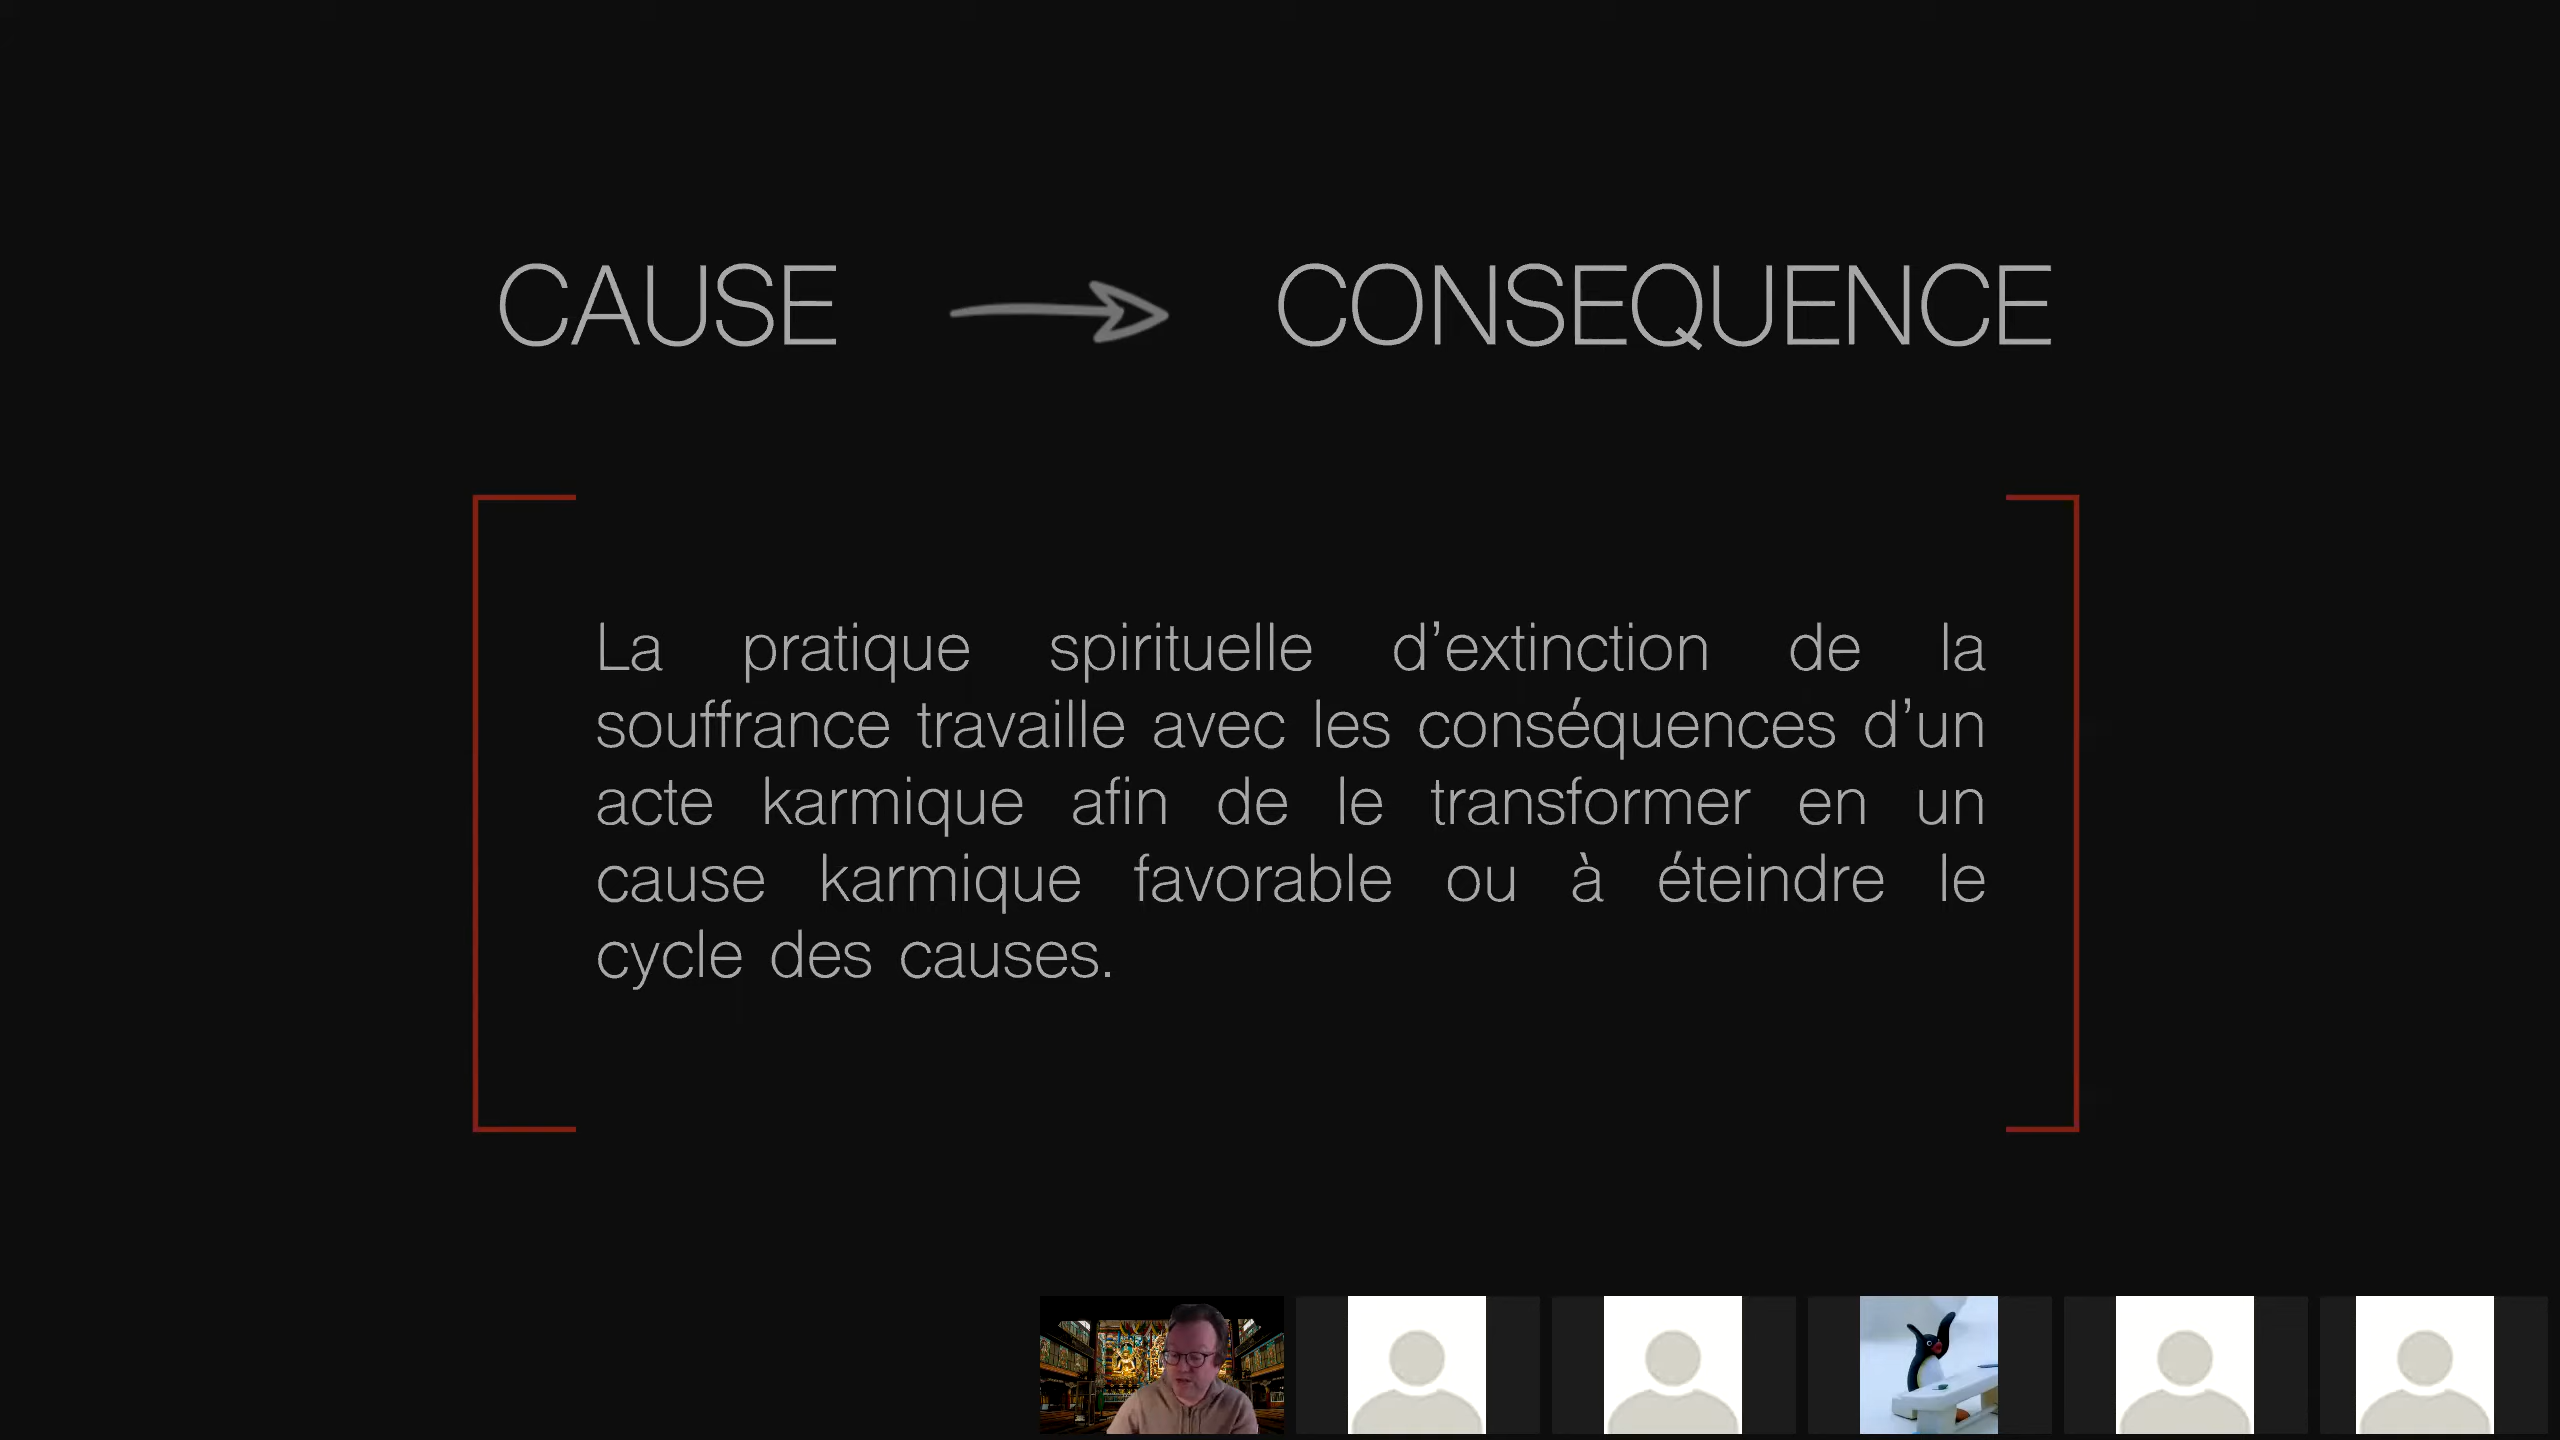 CAUSE CONSEQUENCE
La pratique spirituelle d’extinction de la
souffrance travaille avec les conséquences d’un
acte karmique afin de le transformer en un
cause karmique favorable ou à éteindre le
cycle des causes.